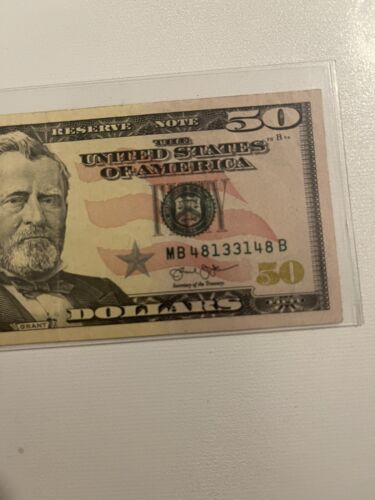 RESERVE NOTE
50
THE
UNITED STATES
OF AMERICA
MB 48133148 B
Secretary of the Treasury
50
GRANT
DOLLARS